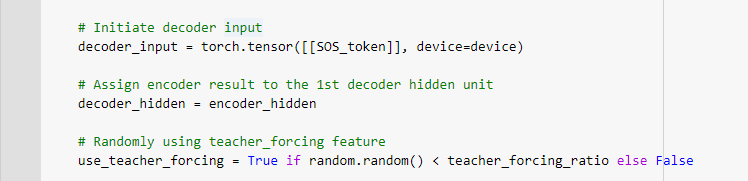 # Initiate decoder input
decoder_input = torch.tensor([[SOS_token]], device=device)
# Assign encoder result to the 1st decoder hidden unit
decoder_hidden = encoder_hidden
# Randomly using teacher_forcing feature
use_teacher_forcing = True if random.random() < teacher_forcing_ratio else False